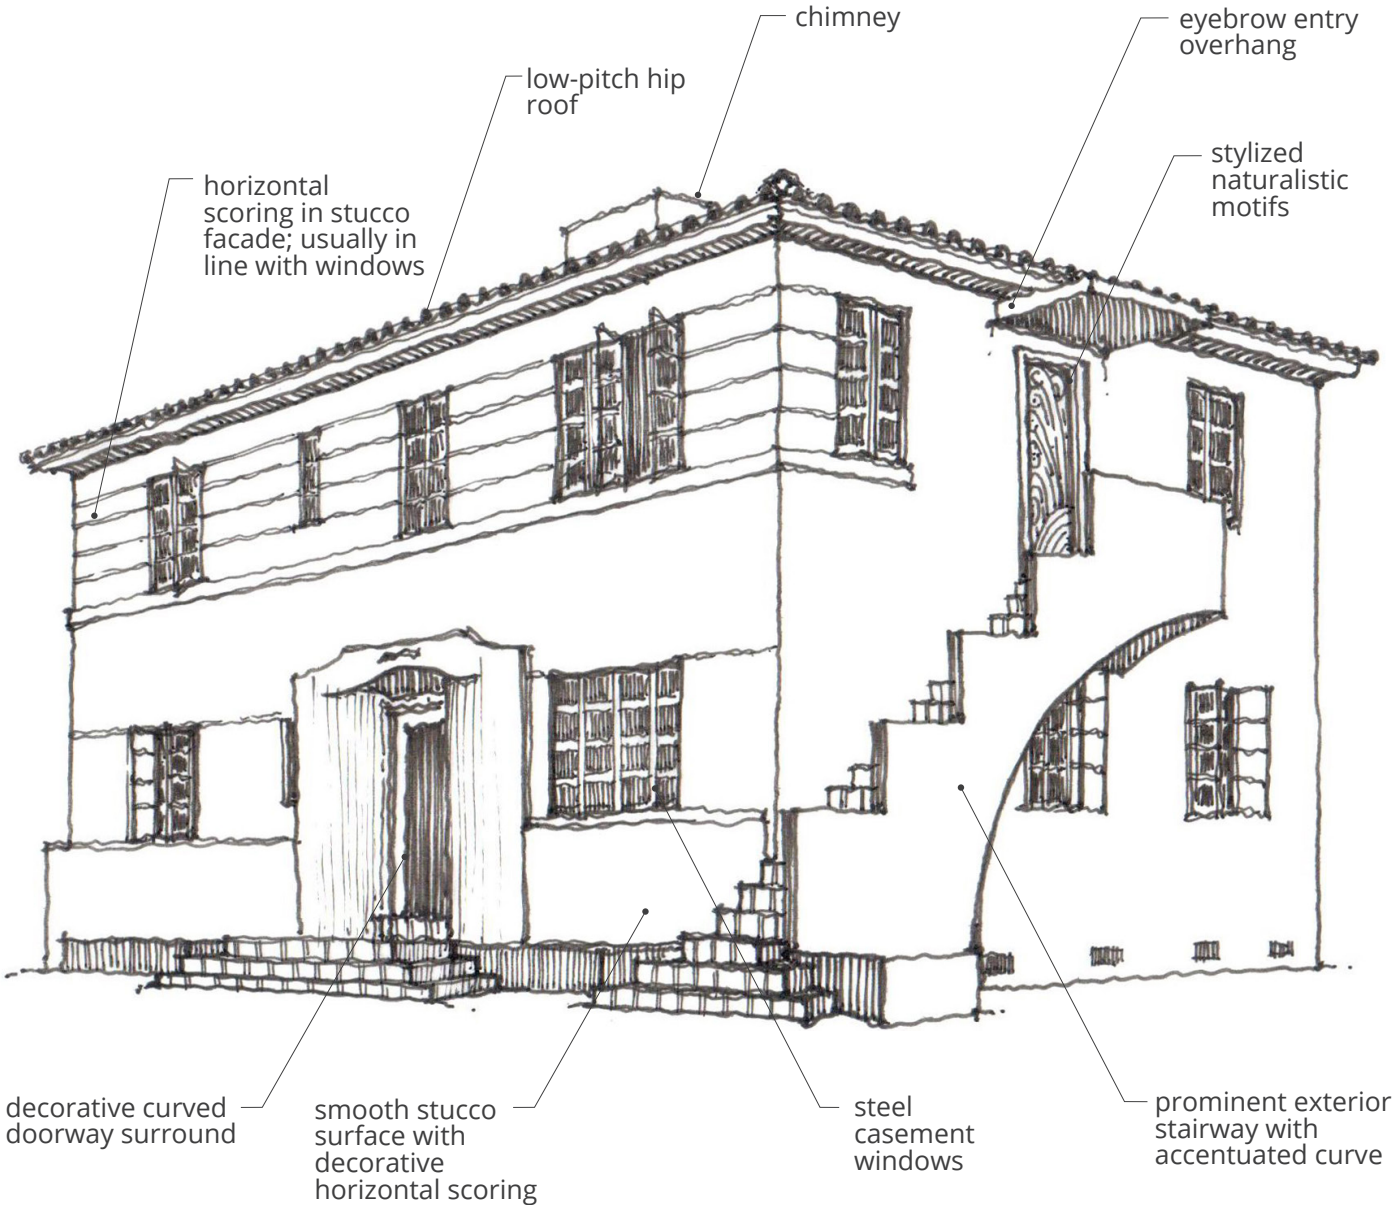 chimney
eyebrow entry
overhang
low-pitch hip
roof
stylized
naturalistic
motifs
horizontal
scoring in stucco
facade; usually in
line with windows
decorative curved
doorway surround
smooth stucco
surface with
decorative
horizontal scoring
steel
casement
windows
prominent exterior
stairway with
accentuated curve